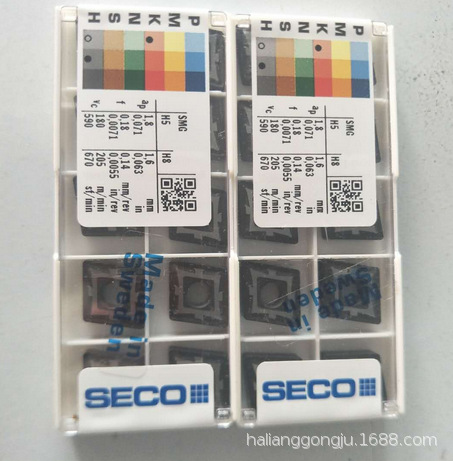 P
M
K
N
S
H
SMG
H5 H8
ap 1,8 1,6 mm
0.071 0.063 in
f 0,18 0,14 mm/rev
0.0071 0.0055 in/rev
vc 180 205 m/min
590 670 sf/min
Made in
Sweden
SECO
P
M
K
N
S
H
SMG
H5 H8
ap 1,8 1,6 mm
0.071 0.063 in
f 0,18 0,14 mm/rev
0.0071 0.0055 in/rev
vc 180 205 m/min
590 670 sf/min
Made in
Sweden
SECO
halianggongju.1688.com